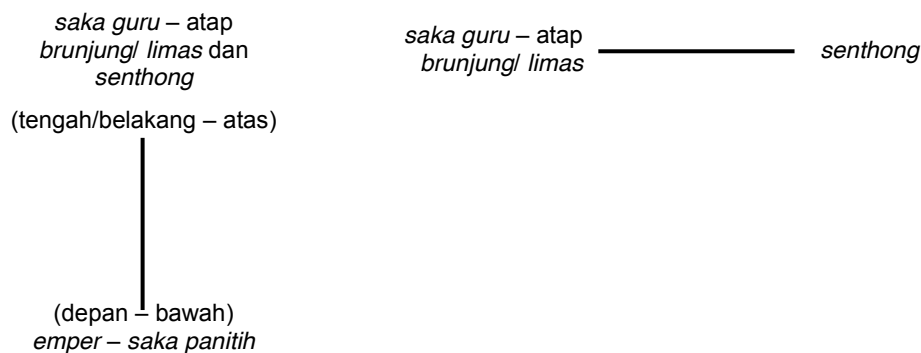 saka guru – atap
brunjung/ limas dan
senthong
(tengah/belakang – atas)
(depan – bawah)
emper – saka panitih
saka guru – atap
brunjung/ limas
senthong